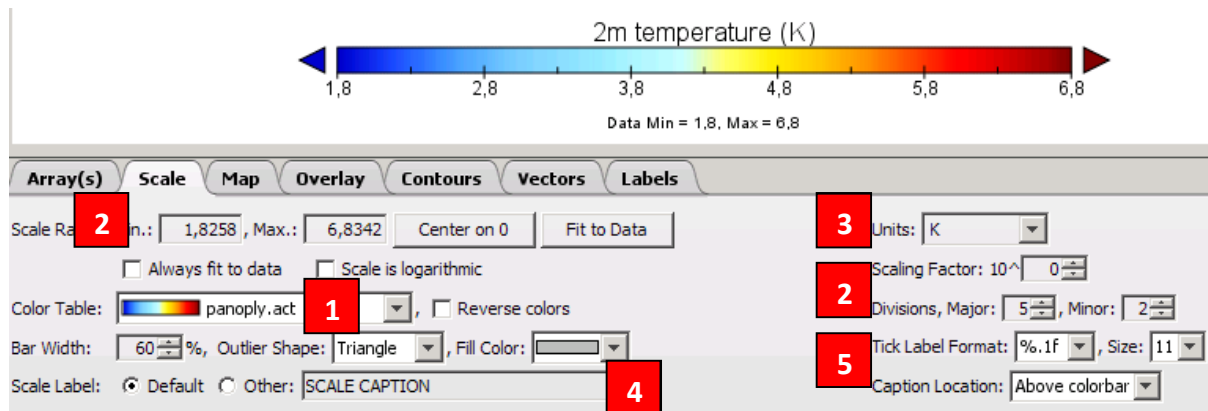 2m temperature (K)
1,8 2,8 3,8 4,8 5,8 6,8
Data Min = 1,8, Max = 6,8
Array(s) Scale Map Overlay Contours Vectors Labels
Scale 2 in.: 1,8258 , Max.: 6,8342 Center on 0 Fit to Data 3 Units: K
Always fit to data Scale is logarithmic Scaling Factor: 10^ 0
Color Table: panoply.act 1 , Reverse colors 2 Divisions, Major: 5 , Minor: 2
Bar Width: 60 %, Outlier Shape: Triangle , Fill Color: Tick Label Format: %.1f , Size: 11
Scale Label: Default Other: SCALE CAPTION 4 5 Caption Location: Above colorbar